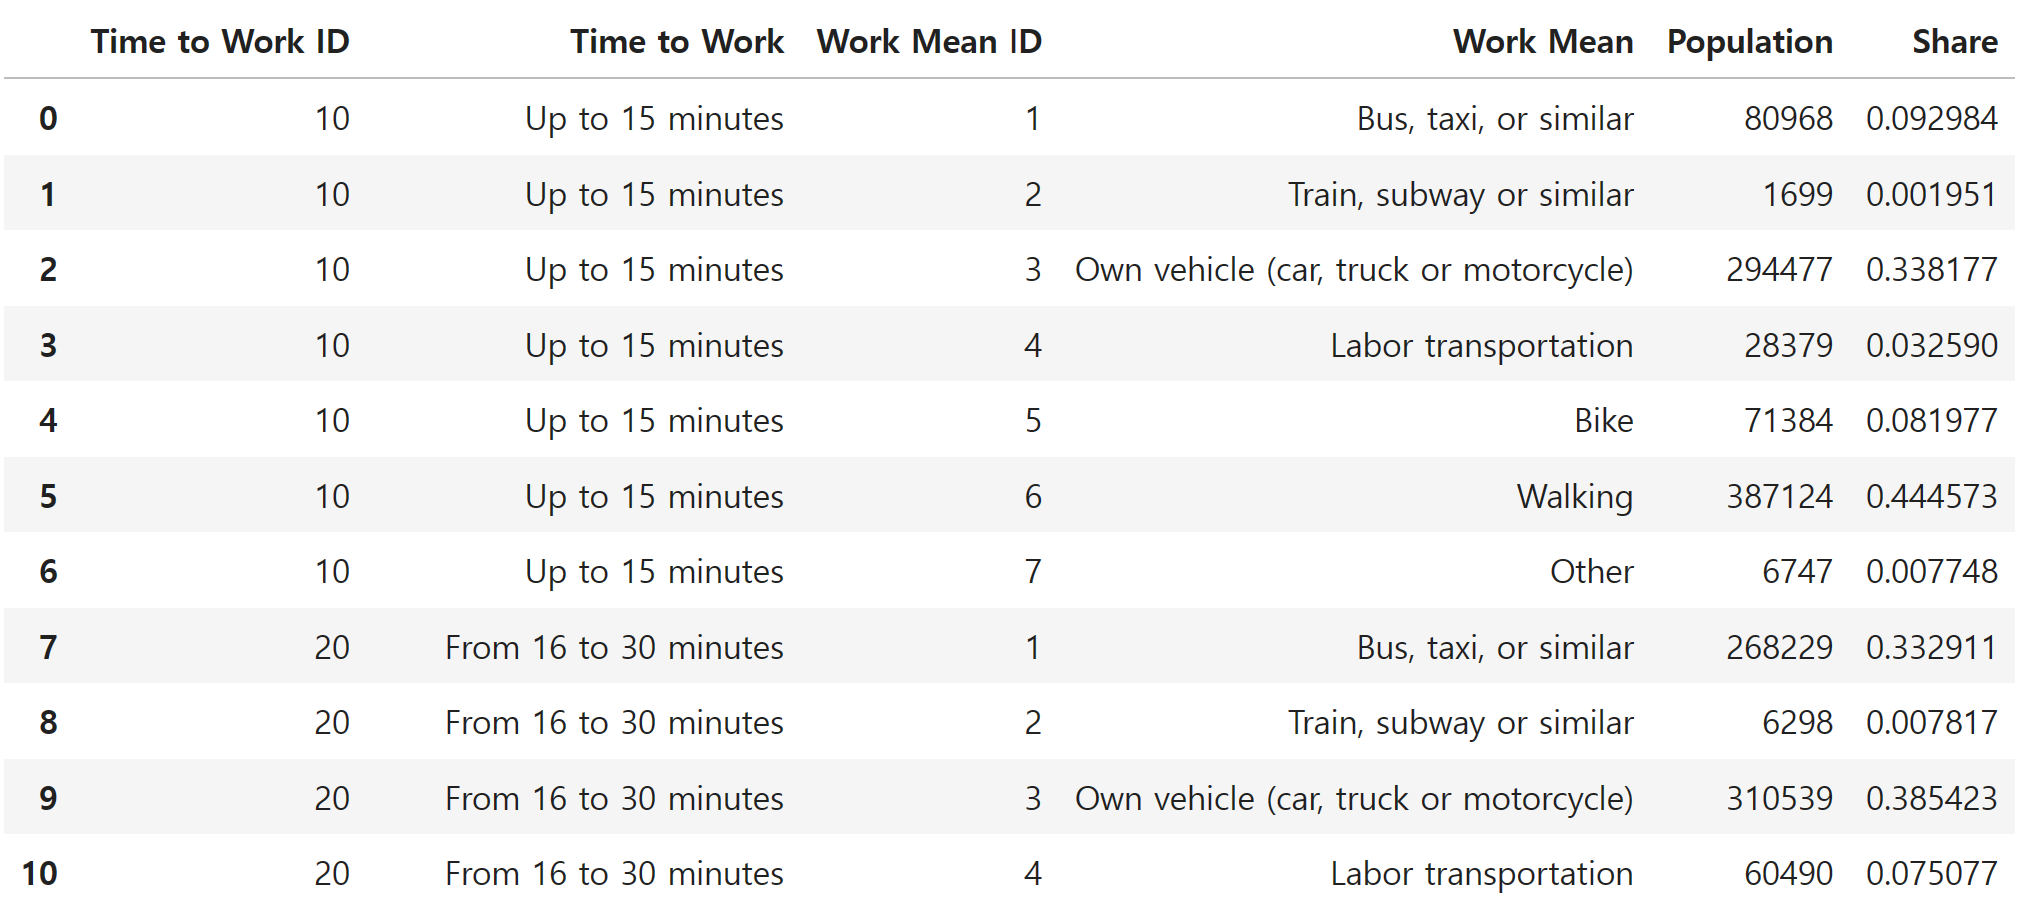 Time to Work ID Time to Work Work Mean ID Work Mean Population Share
0 10 Up to 15 minutes 1 Bus, taxi, or similar 80968 0.092984
1 10 Up to 15 minutes 2 Train, subway or similar 1699 0.001951
2 10 Up to 15 minutes 3 Own vehicle (car, truck or motorcycle) 294477 0.338177
3 10 Up to 15 minutes 4 Labor transportation 28379 0.032590
4 10 Up to 15 minutes 5 Bike 71384 0.081977
5 10 Up to 15 minutes 6 Walking 387124 0.444573
6 10 Up to 15 minutes 7 Other 6747 0.007748
7 20 From 16 to 30 minutes 1 Bus, taxi, or similar 268229 0.332911
8 20 From 16 to 30 minutes 2 Train, subway or similar 6298 0.007817
9 20 From 16 to 30 minutes 3 Own vehicle (car, truck or motorcycle) 310539 0.385423
10 20 From 16 to 30 minutes 4 Labor transportation 60490 0.075077